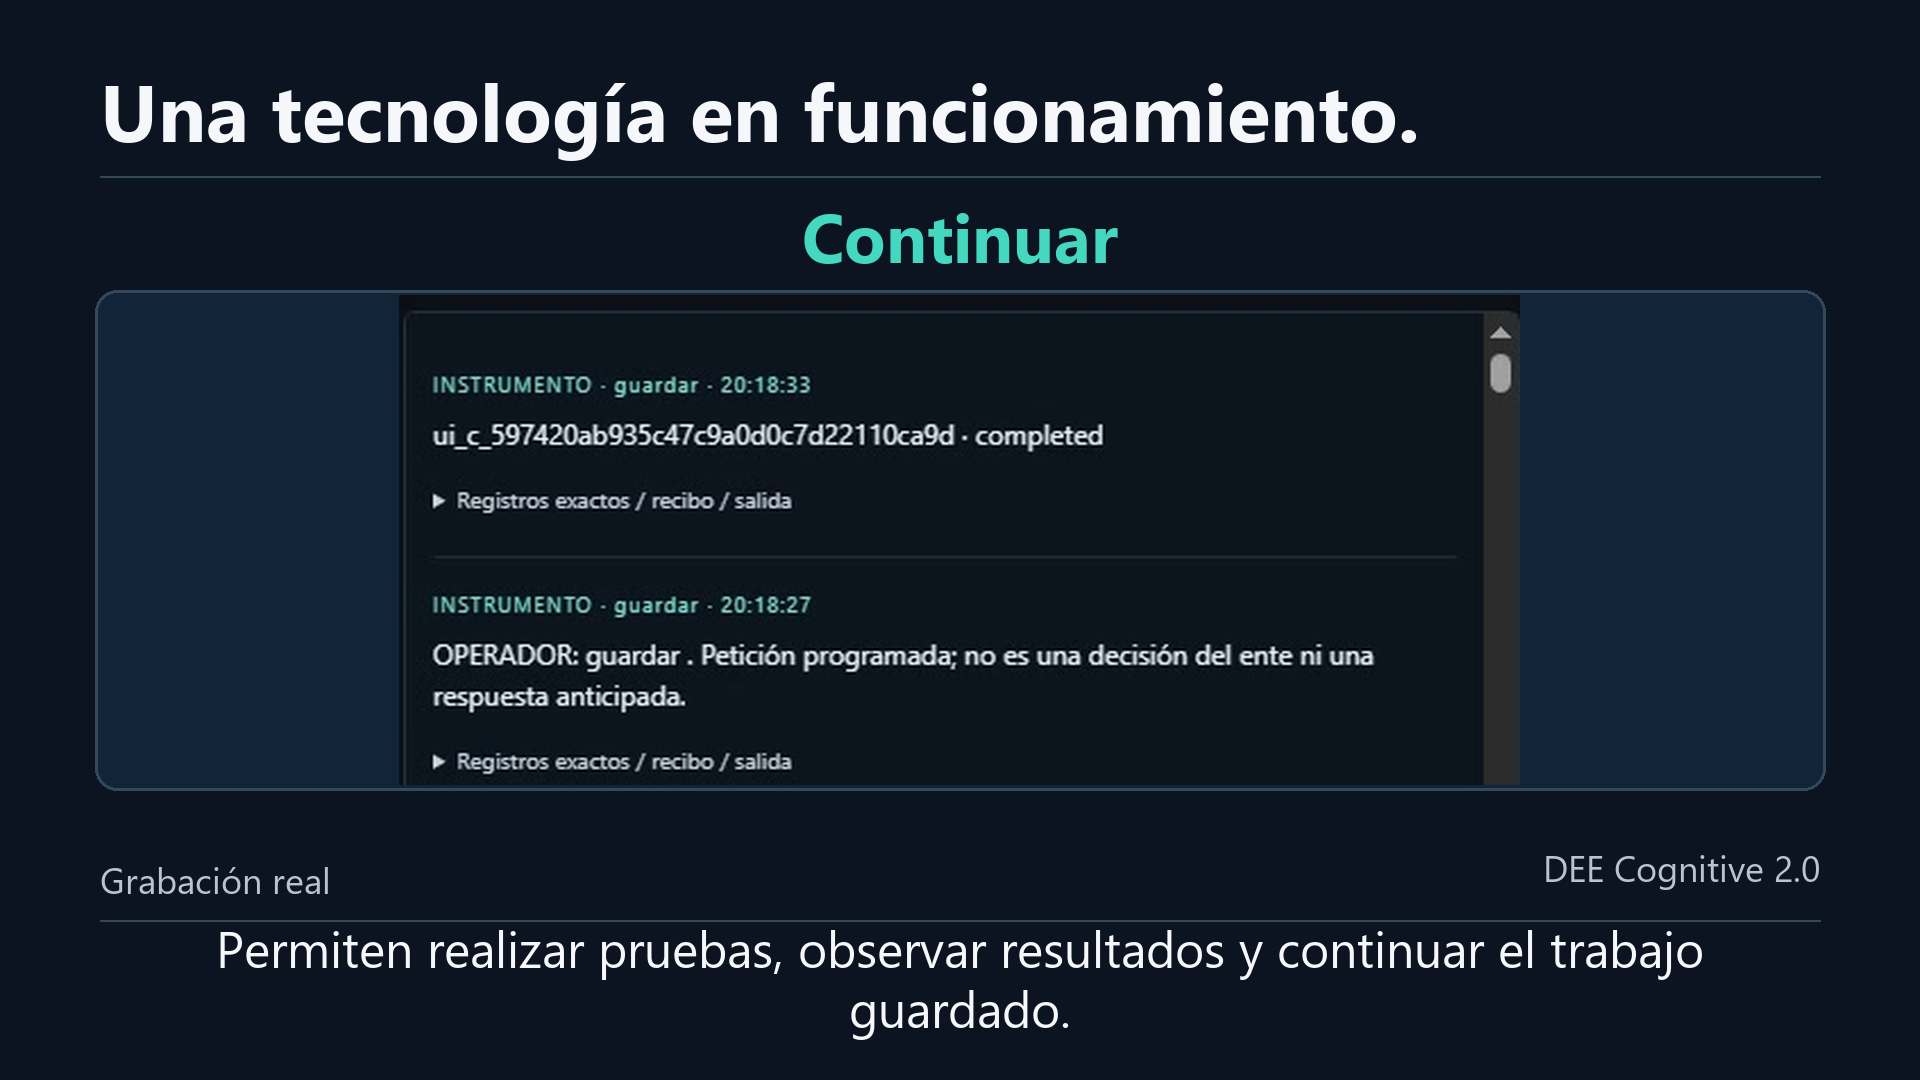 Una tecnología en funcionamiento.
Continuar
INSTRUMENTO · guardar · 20:18:33
ui_c_597420ab935c47c9a0d0c7d22110ca9d · completed
▶ Registros exactos / recibo / salida
INSTRUMENTO · guardar · 20:18:27
OPERADOR: guardar . Petición programada; no es una decisión del ente ni una
respuesta anticipada.
▶ Registros exactos / recibo / salida
Grabación real
DEE Cognitive 2.0
Permiten realizar pruebas, observar resultados y continuar el trabajo
guardado.